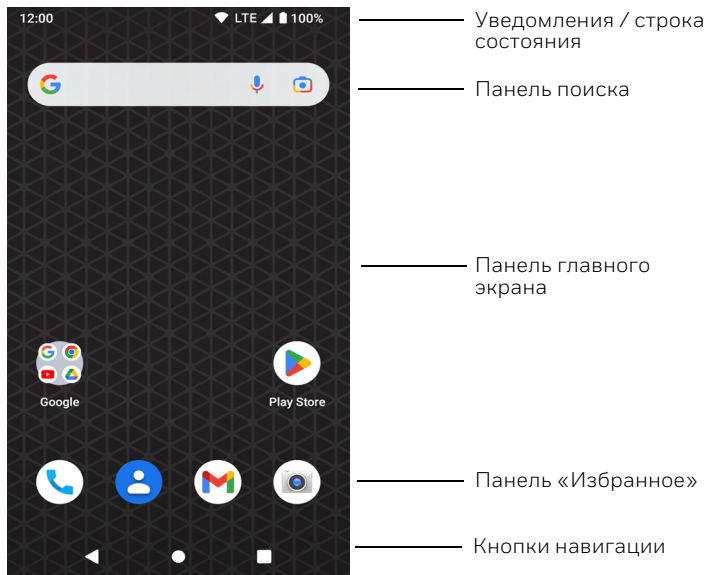 12:00 LTE 100%
Уведомления / строка
состояния
Панель поиска
Панель главного
экрана
Google Play Store
Панель «Избранное»
Кнопки навигации